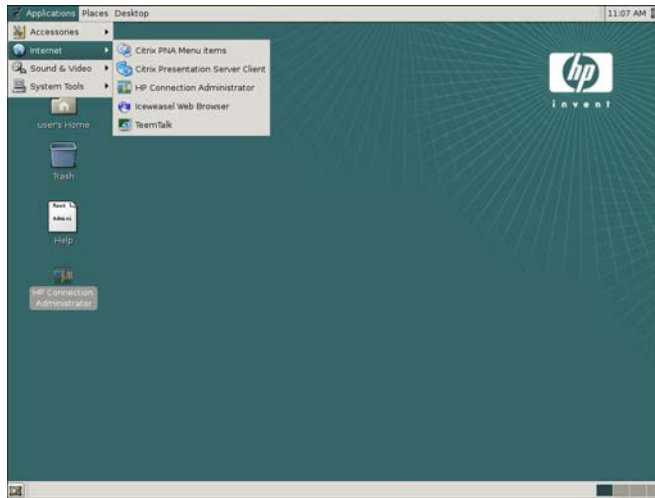 Applications Places Desktop
11:07 AM
Accessories
Internet
Sound & Video
System Tools
Citrix PNA Menu items
Citrix Presentation Server Client
HP Connection Administrator
Iceweasel Web Browser
TeemTalk
hp
invent
user's Home
Trash
Help
HP Connection
Administrator